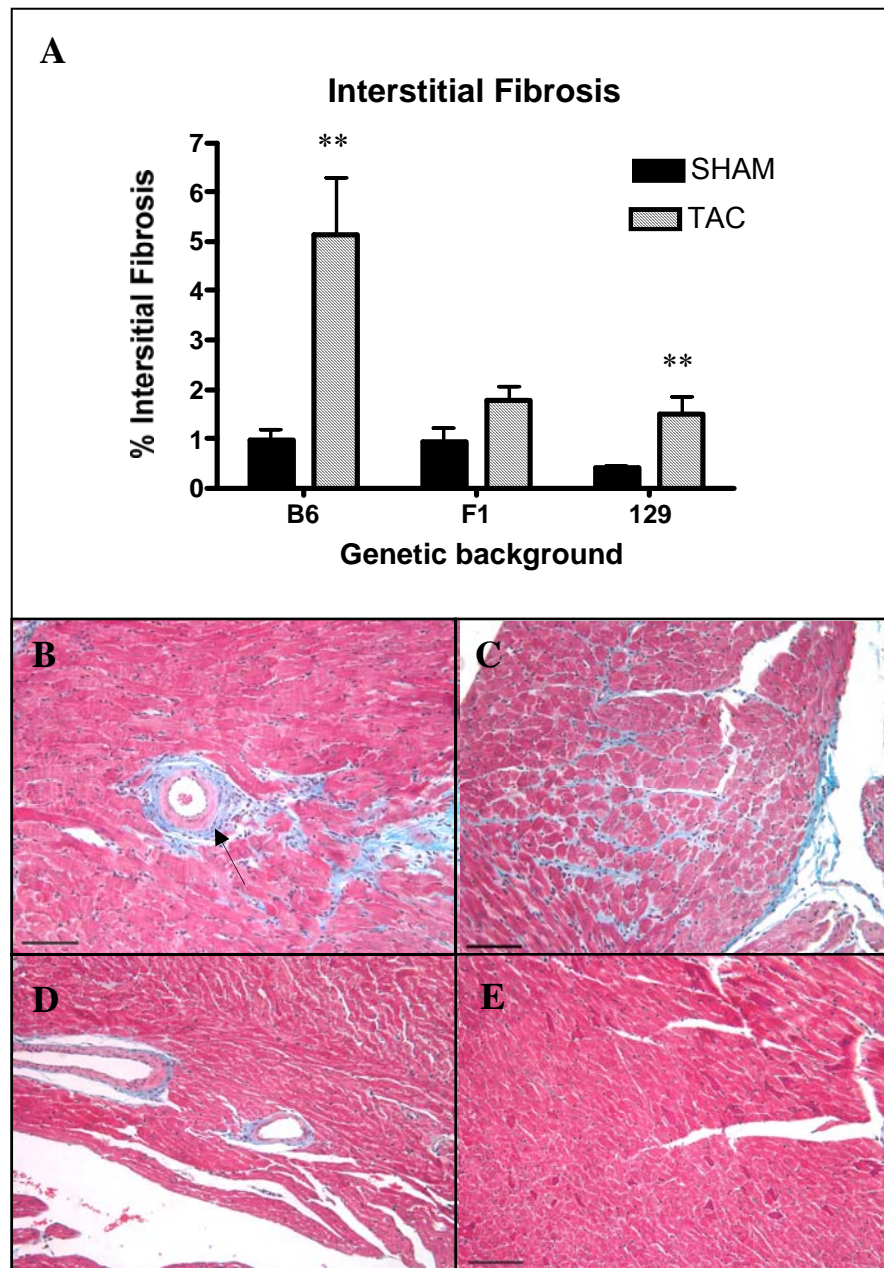 A
Interstitial Fibrosis
% Intersitial Fibrosis
7
6
5
4
3
2
1
0
**
**
SHAM
TAC
B6 F1 129
Genetic background
B
C
D
E